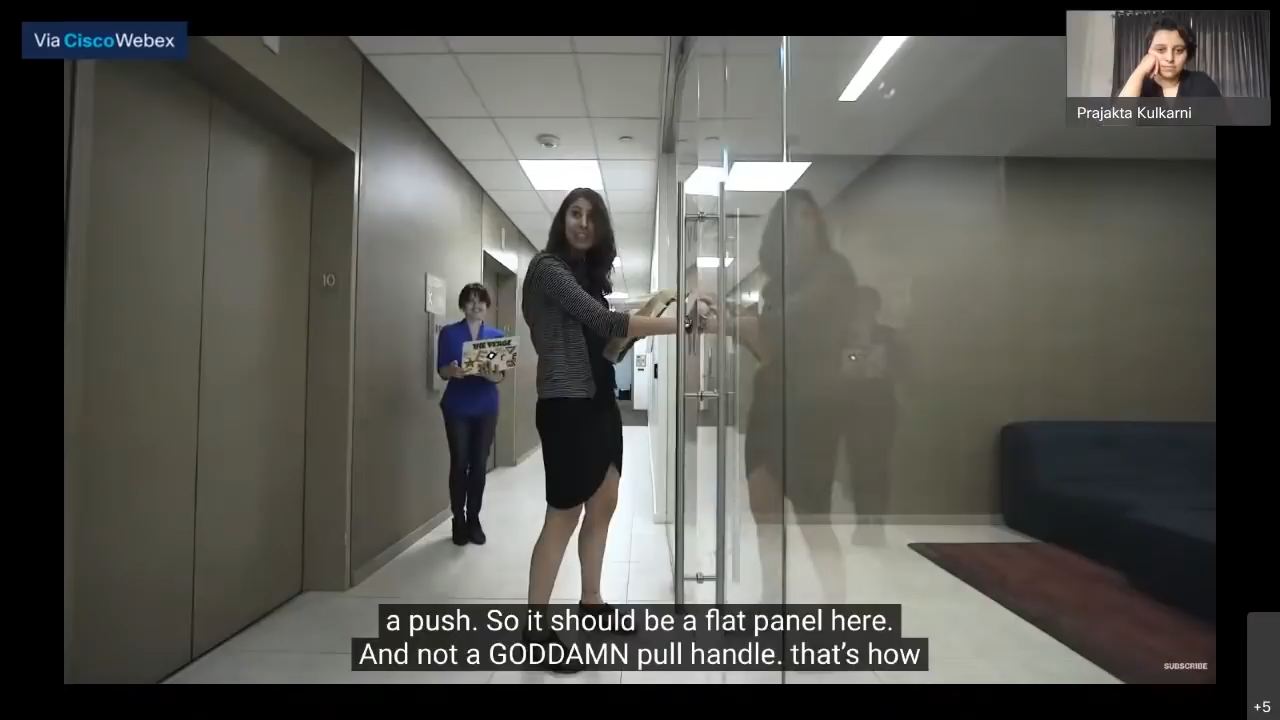 Via CiscoWebex
Prajakta Kulkarni
10
THE VERGE
a push. So it should be a flat panel here.
And not a GODDAMN pull handle. that's how
SUBSCRIBE
+5